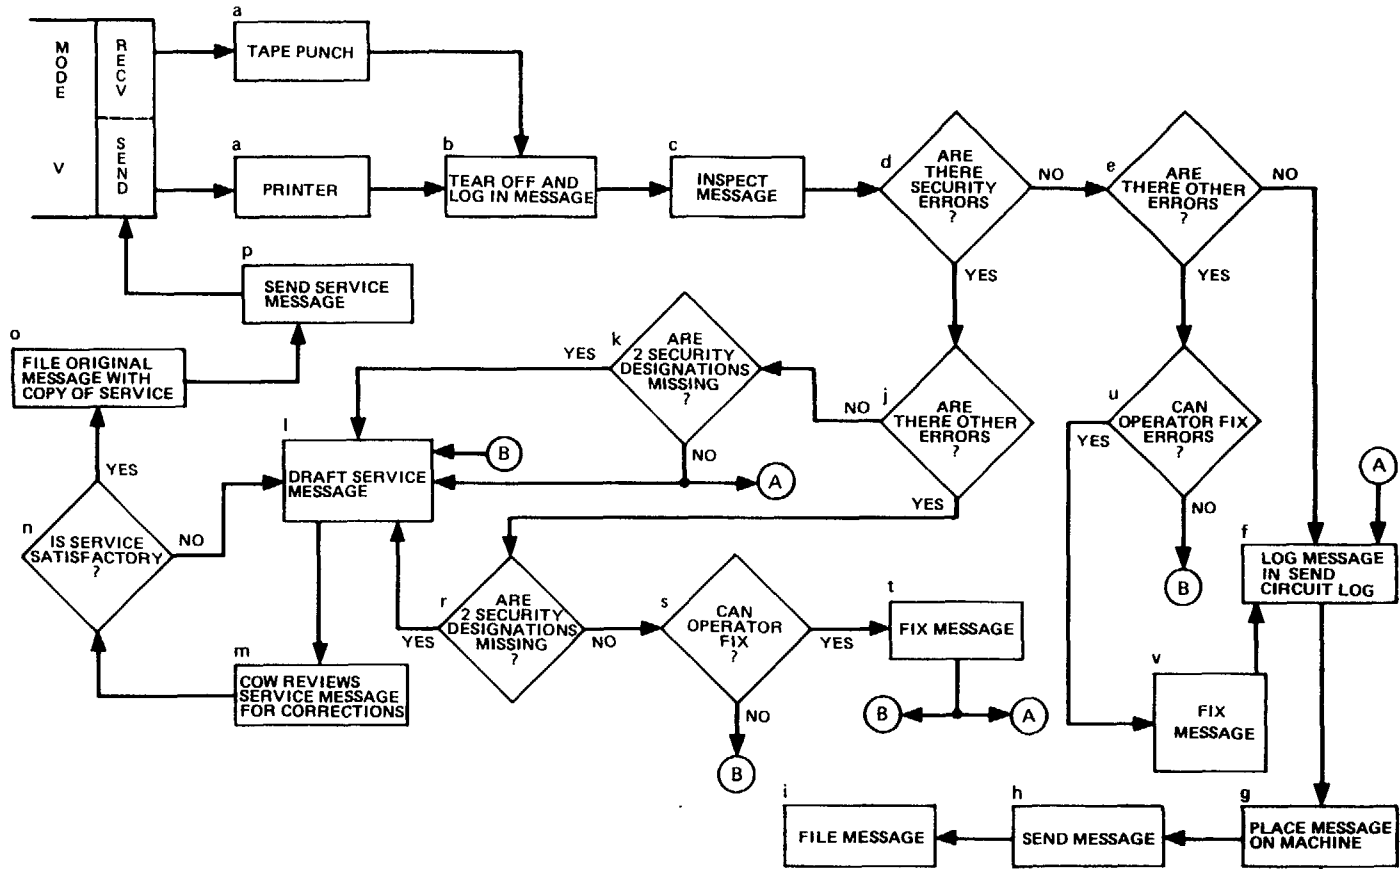 MODE V
RECV
SEND
a
TAPE PUNCH
a
PRINTER
b
TEAR OFF AND
LOG IN MESSAGE
c
INSPECT
MESSAGE
d
ARE
THERE
SECURITY
ERRORS
?
NO
YES
e
ARE
THERE OTHER
ERRORS
?
NO
YES
p
SEND SERVICE
MESSAGE
o
FILE ORIGINAL
MESSAGE WITH
COPY OF SERVICE
YES
k
ARE
2 SECURITY
DESIGNATIONS
MISSING
?
YES
NO
j
ARE
THERE OTHER
ERRORS
?
NO
YES
u
CAN
OPERATOR FIX
ERRORS
?
YES
NO
B
A
l
DRAFT SERVICE
MESSAGE
B
A
n
IS SERVICE
SATISFACTORY
?
NO
r
ARE
2 SECURITY
DESIGNATIONS
MISSING
?
YES
NO
s
CAN
OPERATOR
FIX
?
YES
NO
B
t
FIX MESSAGE
B
A
f
LOG MESSAGE
IN SEND
CIRCUIT LOG
m
COW REVIEWS
SERVICE MESSAGE
FOR CORRECTIONS
v
FIX
MESSAGE
i
FILE MESSAGE
h
SEND MESSAGE
g
PLACE MESSAGE
ON MACHINE